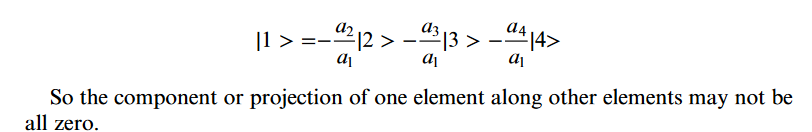 |1 > =−a₂/a₁|2 > −a₃/a₁|3 > −a₄/a₁|4>
So the component or projection of one element along other elements may not be
all zero.